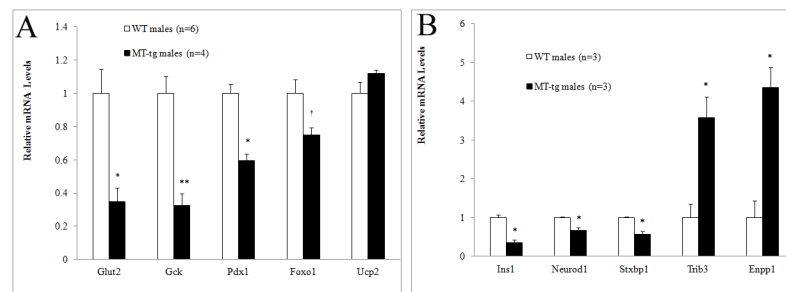 A
WT males (n=6)
MT-tg males (n=4)
Relative mRNA Levels
1.4
1.2
1
0.8
0.6
0.4
0.2
0
*
**
*
†
Glut2 Gck Pdx1 Foxo1 Ucp2
B
WT males (n=3)
MT-tg males (n=3)
Relative mRNA Levels
6
5
4
3
2
1
0
*
*
*
*
*
Ins1 Neurod1 Stxbp1 Trib3 Enpp1